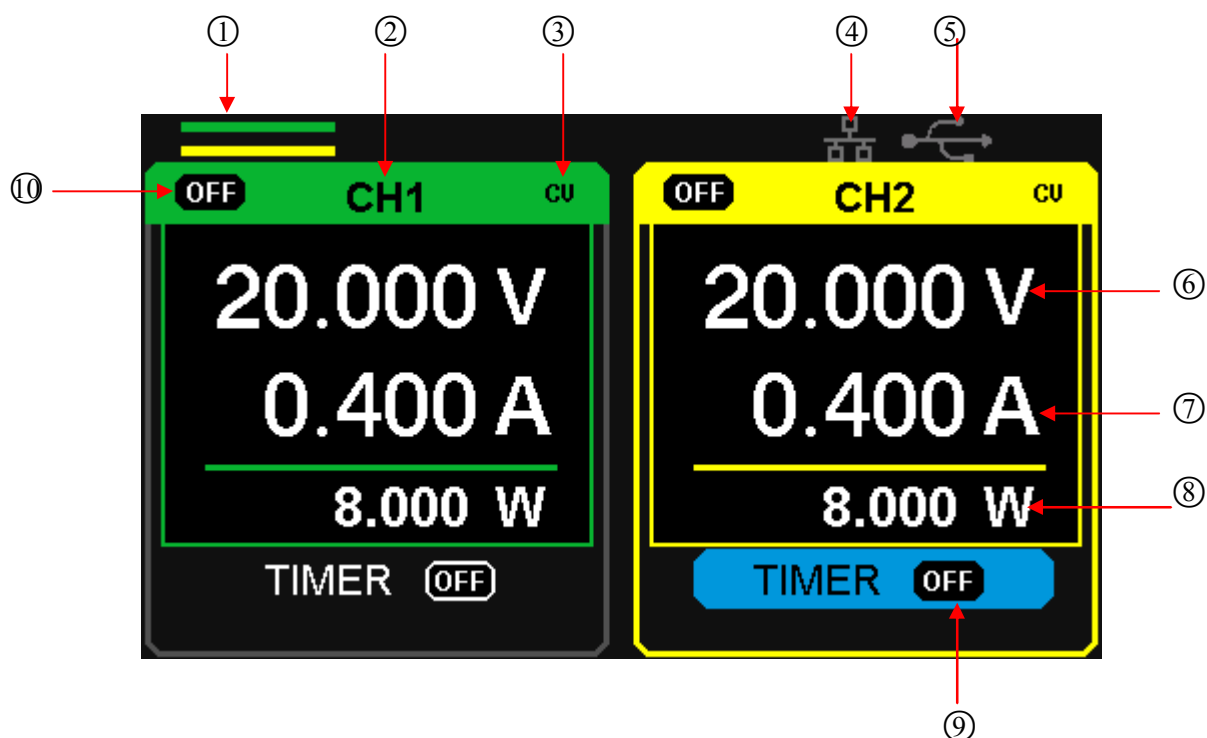 ① ② ③ ④ ⑤
⑩ OFF CH1 CV OFF CH2 CV
20.000 V 20.000 V ⑥
0.400 A 0.400 A ⑦
8.000 W 8.000 W ⑧
TIMER OFF TIMER OFF
⑨